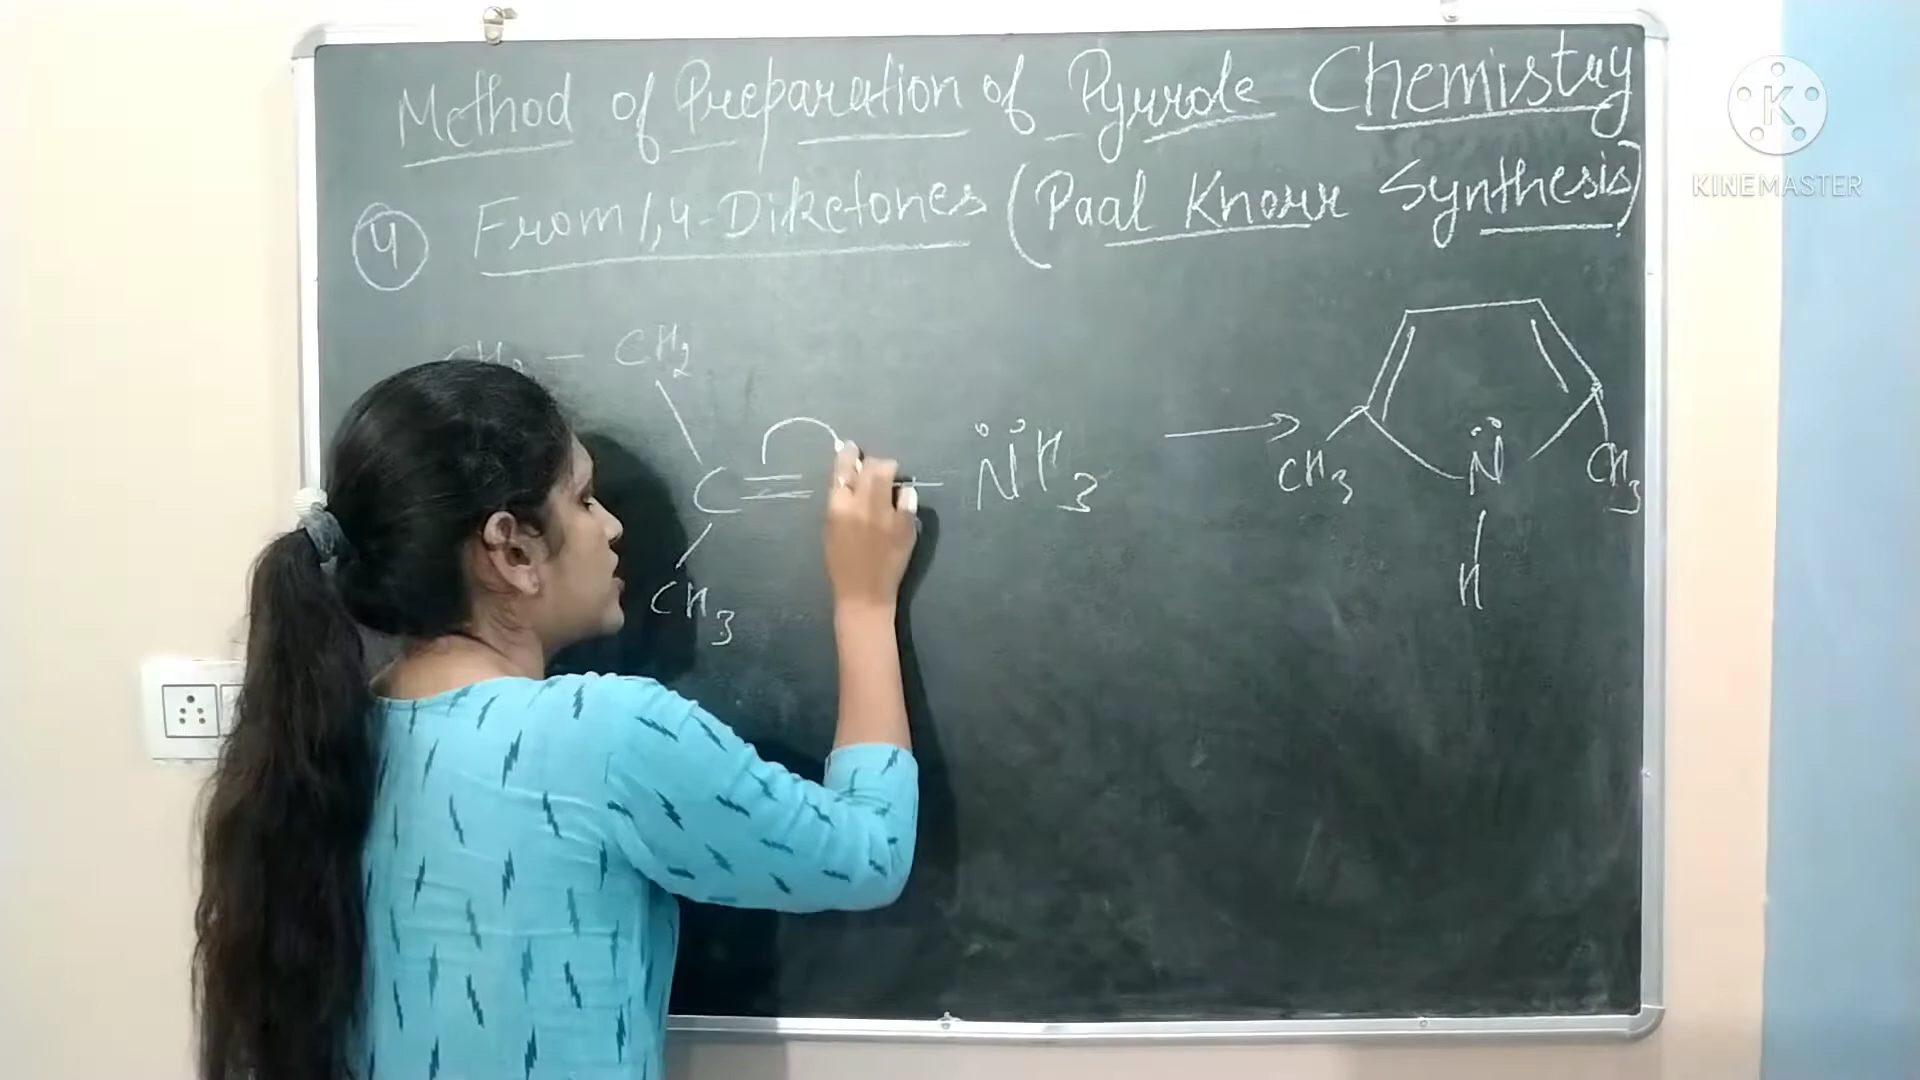 Method of Preparation of Pyrrole Chemistry
K
KINEMASTER
4 From 1,4-Diketones (Paal Knorr Synthesis)
CH2 — CH2
C
NH3
CH3
CH3
N
CH3
H